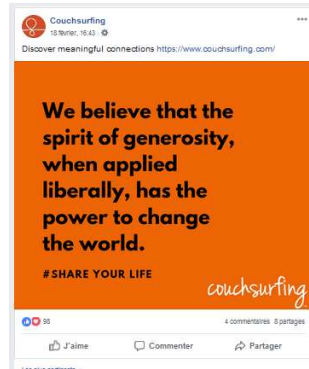 Couchsurfing
18 février, 16:43 ·
Discover meaningful connections https://www.couchsurfing.com/
We believe that the
spirit of generosity,
when applied
liberally, has the
power to change
the world.
#SHARE YOUR LIFE
couchsurfing
98
4 commentaires 8 partages
J'aime Commenter Partager